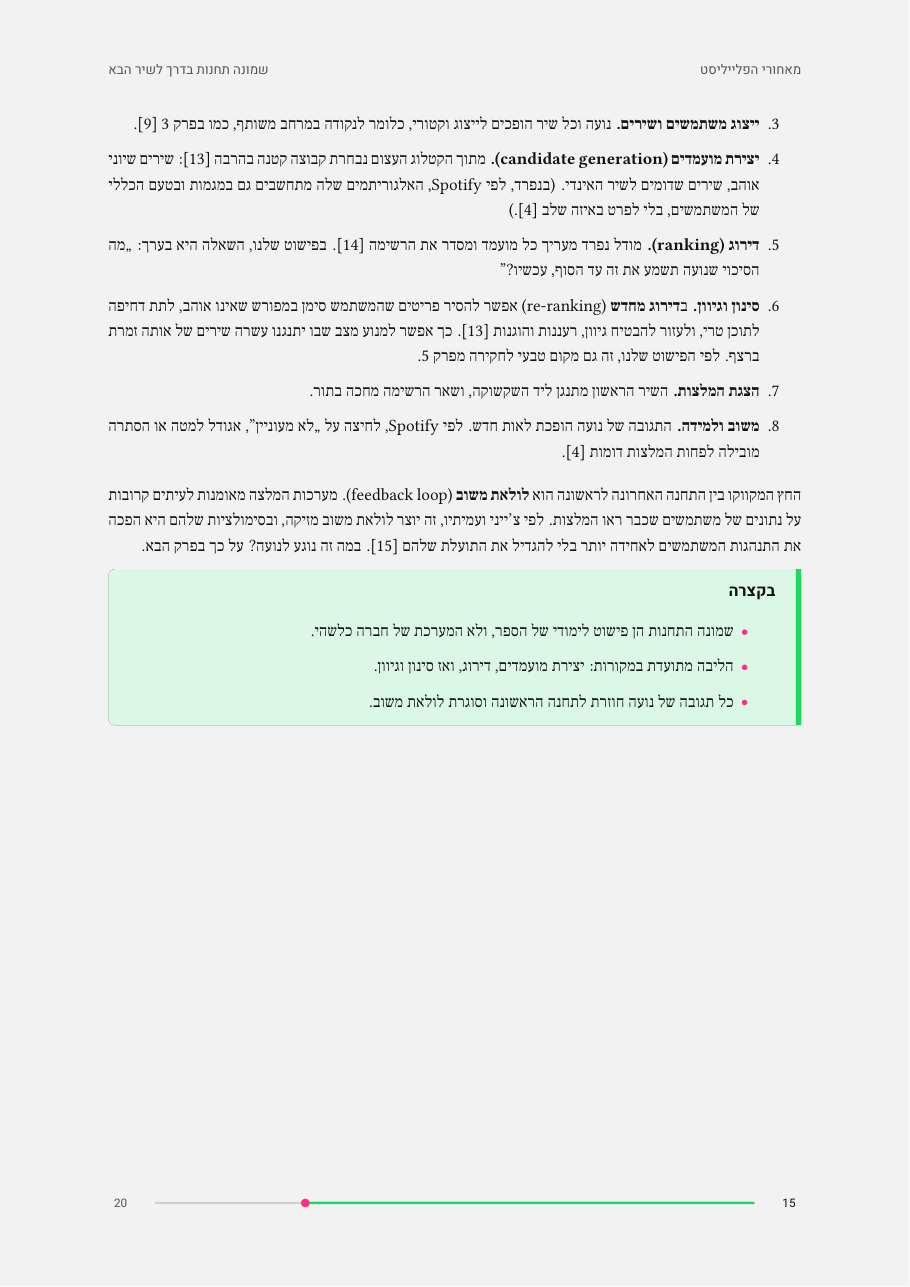 מאחורי הפלייליסט
שמונה תחנות בדרך לשיר הבא
3. ייצוג משתמשים ושירים. נועה וכל שיר הופכים לייצוג וקטורי, כלומר לנקודה במרחב משותף, כמו בפרק 3 [9].
4. יצירת מועמדים (candidate generation). מתוך הקטלוג העצום נבחרת קבוצה קטנה בהרבה [13]: שירים שיוני
אוהב, שירים שדומים לשיר האינדי. (בנפרד, לפי Spotify, האלגוריתמים שלה מתחשבים גם במגמות ובטעם הכללי
של המשתמשים, בלי לפרט באיזה שלב [4].)
5. דירוג (ranking). מודל נפרד מעריך כל מועמד ומסדר את הרשימה [14]. בפישוט שלנו, השאלה היא בערך: „מה
הסיכוי שנועה תשמע את זה עד הסוף, עכשיו?”
6. סינון וגיוון. בדירוג מחדש (re-ranking) אפשר להסיר פריטים שהמשתמש סימן במפורש שאינו אוהב, לתת דחיפה
לתוכן טרי, ולעזור להבטיח גיוון, רעננות והוגנות [13]. כך אפשר למנוע מצב שבו יתנגנו עשרה שירים של אותה זמרת
ברצף. לפי הפישוט שלנו, זה גם מקום טבעי לחקירה מפרק 5.
7. הצגת המלצות. השיר הראשון מתנגן ליד השקשוקה, ושאר הרשימה מחכה בתור.
8. משוב ולמידה. התגובה של נועה הופכת לאות חדש. לפי Spotify, לחיצה על „לא מעוניין”, אגודל למטה או הסתרה
מובילה לפחות המלצות דומות [4].
החץ המקווקו בין התחנה האחרונה לראשונה הוא לולאת משוב (feedback loop). מערכות המלצה מאומנות לעיתים קרובות
על נתונים של משתמשים שכבר ראו המלצות. לפי צ׳ייני ועמיתיו, זה יוצר לולאת משוב מזיקה, ובסימולציות שלהם היא הפכה
את התנהגות המשתמשים לאחידה יותר בלי להגדיל את התועלת שלהם [15]. במה זה נוגע לנועה? על כך בפרק הבא.
בקצרה
• שמונה התחנות הן פישוט לימודי של הספר, ולא המערכת של חברה כלשהי.
• הליבה מתועדת במקורות: יצירת מועמדים, דירוג, ואז סינון וגיוון.
• כל תגובה של נועה חוזרת לתחנה הראשונה וסוגרת לולאת משוב.
15
20